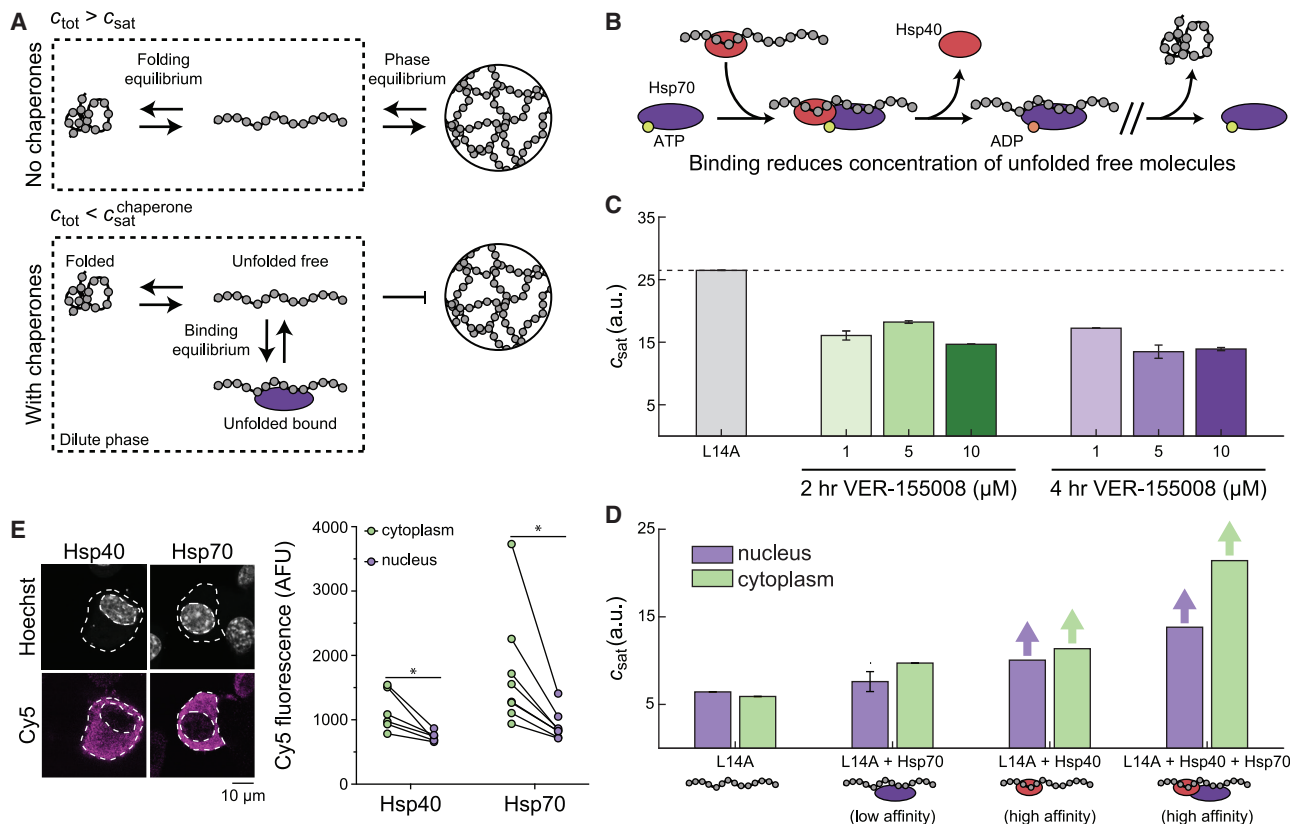 A
c_tot > c_sat
No chaperones
Folding
equilibrium
Phase
equilibrium
c_tot < c_sat^chaperone
With chaperones
Folded
Unfolded free
Binding
equilibrium
Unfolded bound
Dilute phase
B
Hsp40
Hsp70
ATP
ADP
Binding reduces concentration of unfolded free molecules
C
c_sat (a.u.)
35
25
15
5
L14A
1
5
10
1
5
10
2 hr VER-155008 (µM)
4 hr VER-155008 (µM)
D
c_sat (a.u.)
25
15
5
nucleus
cytoplasm
L14A
L14A + Hsp70
L14A + Hsp40
L14A + Hsp40 + Hsp70
(low affinity)
(high affinity)
(high affinity)
E
Hsp40
Hsp70
Hoechst
Cy5
10 µm
Cy5 fluorescence (AFU)
4000
3000
2000
1000
0
cytoplasm
nucleus
*
*
Hsp40
Hsp70